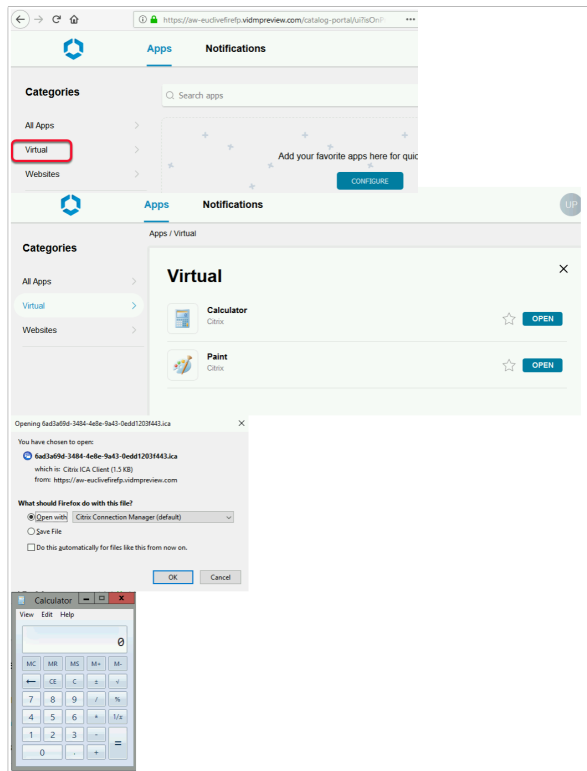 https://aw-euclivefirefp.vidmpreview.com/catalog-portal/ui?isOnP
Apps Notifications
Categories
Search apps
All Apps
Virtual
Websites
Add your favorite apps here for quic
CONFIGURE
Apps Notifications
UP
Apps / Virtual
Categories
Virtual
All Apps
Virtual
Websites
Calculator
Citrix
OPEN
Paint
Citrix
OPEN
Opening 6ad3a69d-3484-4e8e-9a43-0edd1203f443.ica
You have chosen to open:
6ad3a69d-3484-4e8e-9a43-0edd1203f443.ica
which is: Citrix ICA Client (1.5 KB)
from: https://aw-euclivefirefp.vidmpreview.com
What should Firefox do with this file?
Open with Citrix Connection Manager (default)
Save File
Do this automatically for files like this from now on.
OK Cancel
Calculator
View Edit Help
0
MC MR MS M+ M-
← CE C ± √
7 8 9 / %
4 5 6 * 1/x
1 2 3 - =
0 . +